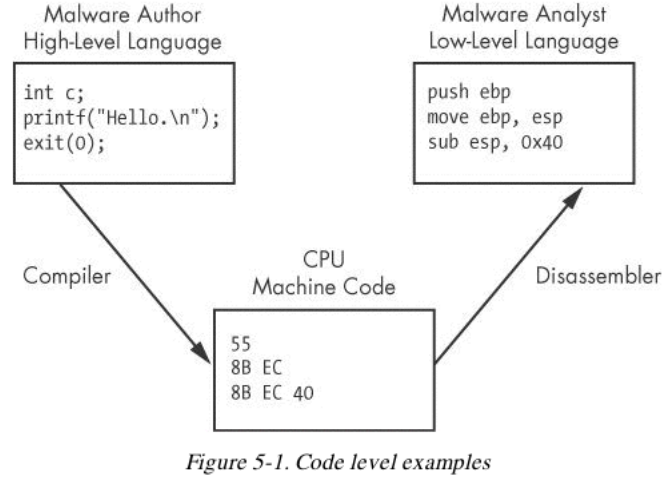 Malware Author
High-Level Language
int c;
printf("Hello.\n");
exit(0);
Malware Analyst
Low-Level Language
push ebp
move ebp, esp
sub esp, 0x40
Compiler
CPU
Machine Code
55
8B EC
8B EC 40
Disassembler
Figure 5-1. Code level examples